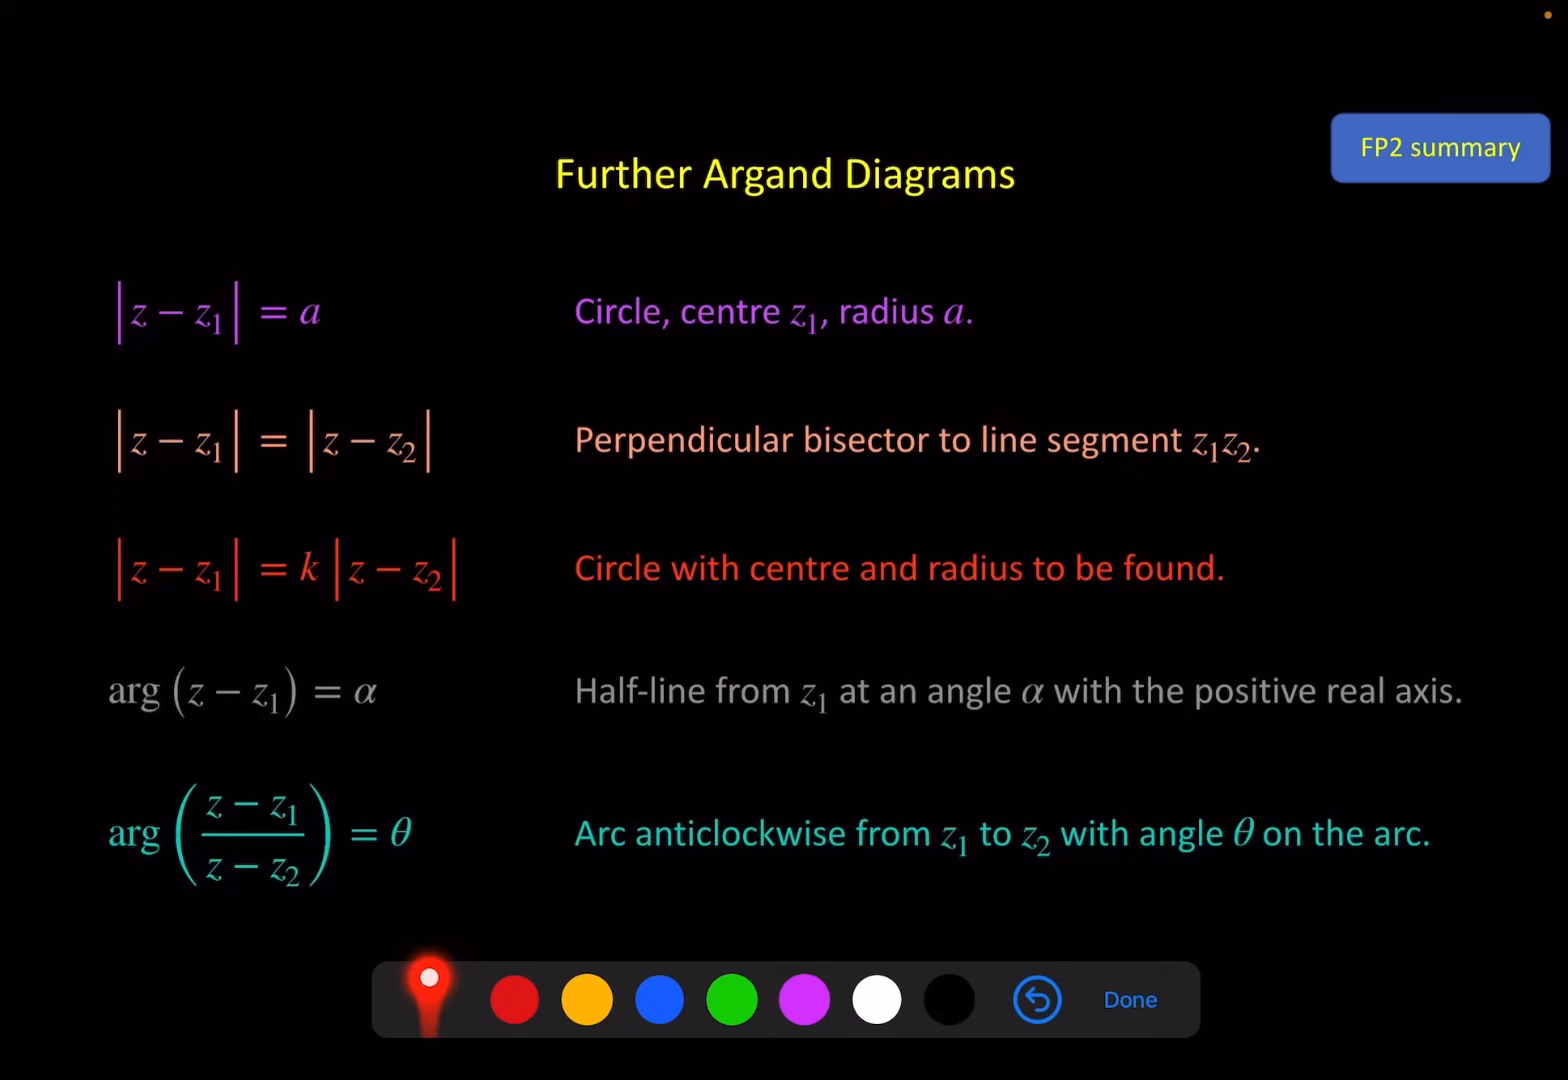 FP2 summary
Further Argand Diagrams
|z − z₁| = a Circle, centre z₁, radius a.
|z − z₁| = |z − z₂| Perpendicular bisector to line segment z₁z₂.
|z − z₁| = k |z − z₂| Circle with centre and radius to be found.
arg (z − z₁) = α Half-line from z₁ at an angle α with the positive real axis.
arg ((z − z₁)/(z − z₂)) = θ Arc anticlockwise from z₁ to z₂ with angle θ on the arc.
Done